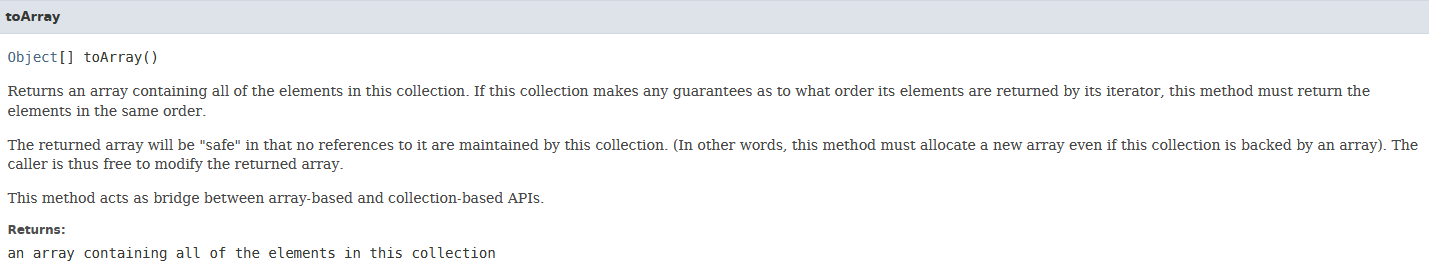 toArray
Object[] toArray()
Returns an array containing all of the elements in this collection. If this collection makes any guarantees as to what order its elements are returned by its iterator, this method must return the
elements in the same order.
The returned array will be "safe" in that no references to it are maintained by this collection. (In other words, this method must allocate a new array even if this collection is backed by an array). The
caller is thus free to modify the returned array.
This method acts as bridge between array-based and collection-based APIs.
Returns:
an array containing all of the elements in this collection